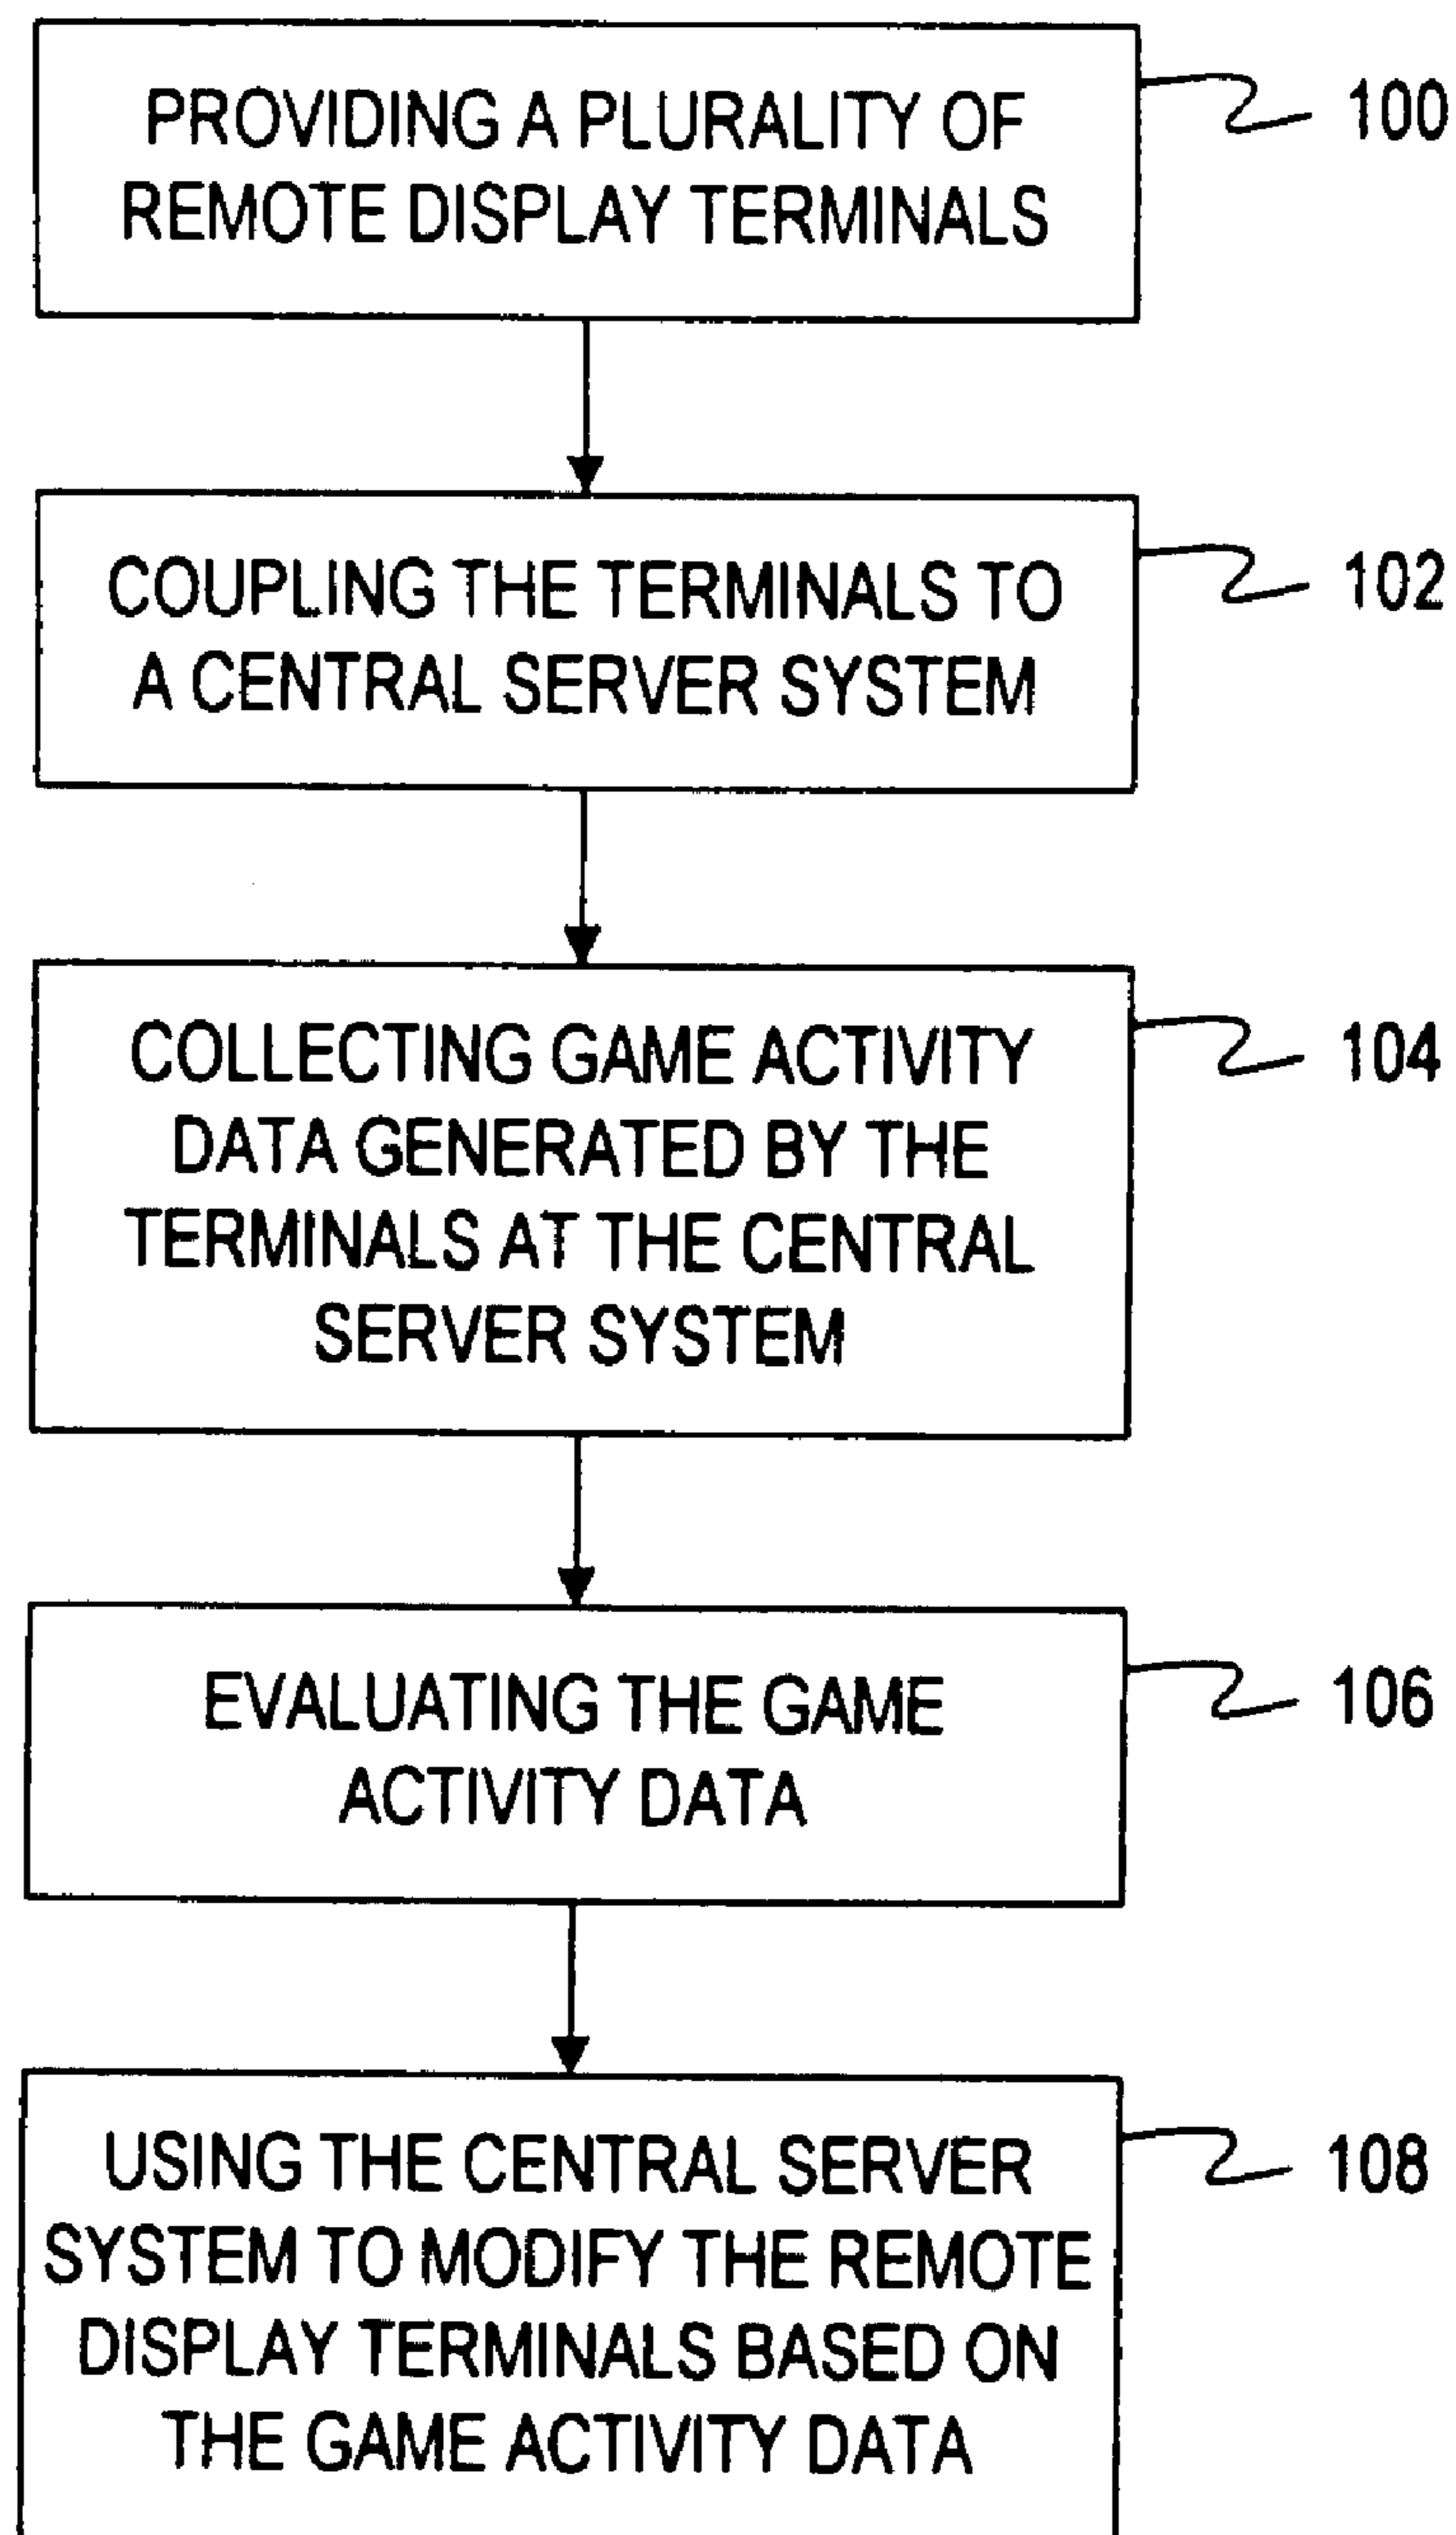 PROVIDING A PLURALITY OF
REMOTE DISPLAY TERMINALS
100
COUPLING THE TERMINALS TO
A CENTRAL SERVER SYSTEM
102
COLLECTING GAME ACTIVITY
DATA GENERATED BY THE
TERMINALS AT THE CENTRAL
SERVER SYSTEM
104
EVALUATING THE GAME
ACTIVITY DATA
106
USING THE CENTRAL SERVER
SYSTEM TO MODIFY THE REMOTE
DISPLAY TERMINALS BASED ON
THE GAME ACTIVITY DATA
108